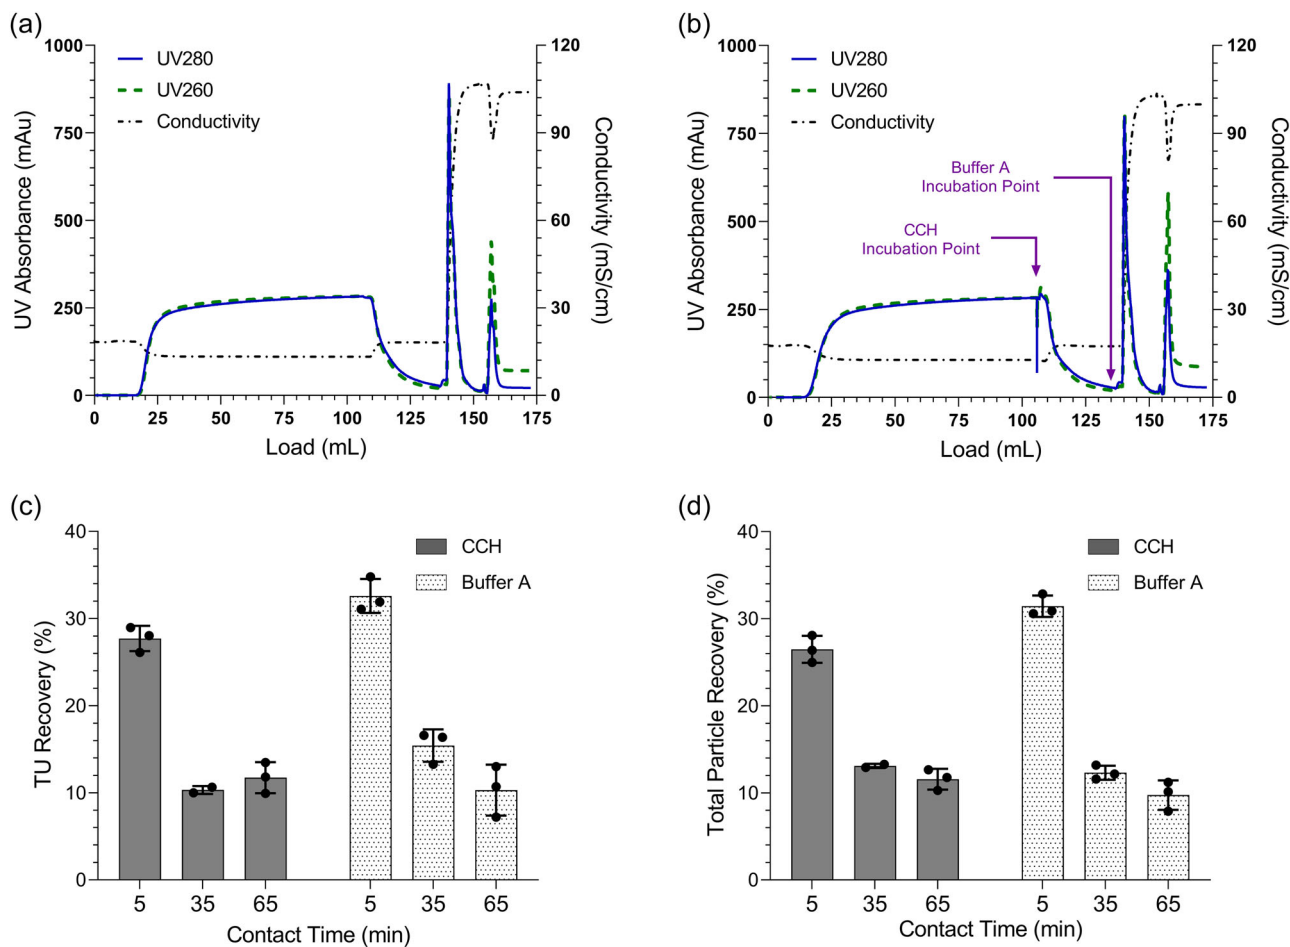 (a)
1000
750
500
250
0
UV Absorbance (mAu)
UV280
UV260
Conductivity
120
90
60
30
0
Conductivity (mS/cm)
0 25 50 75 100 125 150 175
Load (mL)
(b)
1000
750
500
250
0
UV Absorbance (mAu)
UV280
UV260
Conductivity
Buffer A
Incubation Point
CCH
Incubation Point
120
90
60
30
0
Conductivity (mS/cm)
0 25 50 75 100 125 150 175
Load (mL)
(c)
40
30
20
10
0
TU Recovery (%)
CCH
Buffer A
5 35 65 5 35 65
Contact Time (min)
(d)
40
30
20
10
0
Total Particle Recovery (%)
CCH
Buffer A
5 35 65 5 35 65
Contact Time (min)